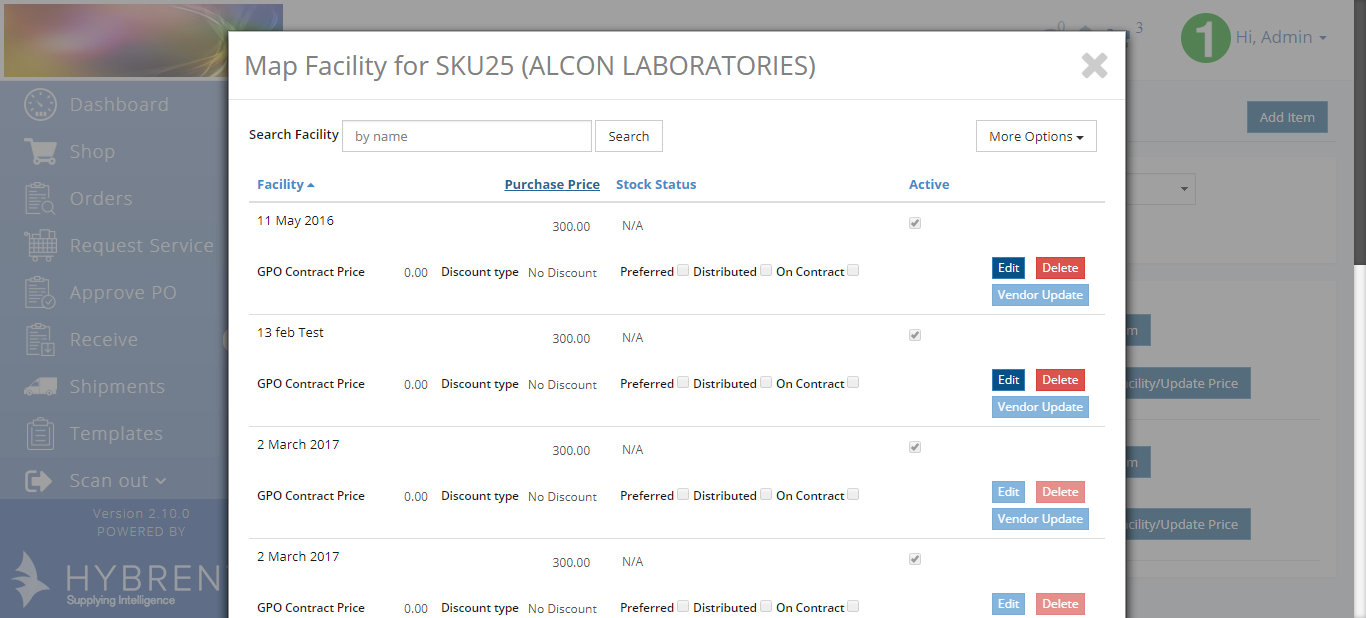 0
3
1
Hi, Admin
Map Facility for SKU25 (ALCON LABORATORIES)
Dashboard
Shop
Orders
Request Service
Approve PO
Receive
Shipments
Templates
Scan out
Version 2.10.0
POWERED BY
HYBREN
Supplying Intelligence
Add Item
Search Facility by name Search More Options
Facility Purchase Price Stock Status Active
11 May 2016 300.00 N/A
GPO Contract Price 0.00 Discount type No Discount Preferred Distributed On Contract Edit Delete
Vendor Update
13 feb Test 300.00 N/A
GPO Contract Price 0.00 Discount type No Discount Preferred Distributed On Contract Edit Delete
Vendor Update
2 March 2017 300.00 N/A
GPO Contract Price 0.00 Discount type No Discount Preferred Distributed On Contract Edit Delete
Vendor Update
2 March 2017 300.00 N/A
GPO Contract Price 0.00 Discount type No Discount Preferred Distributed On Contract Edit Delete
m
cility/Update Price
m
cility/Update Price